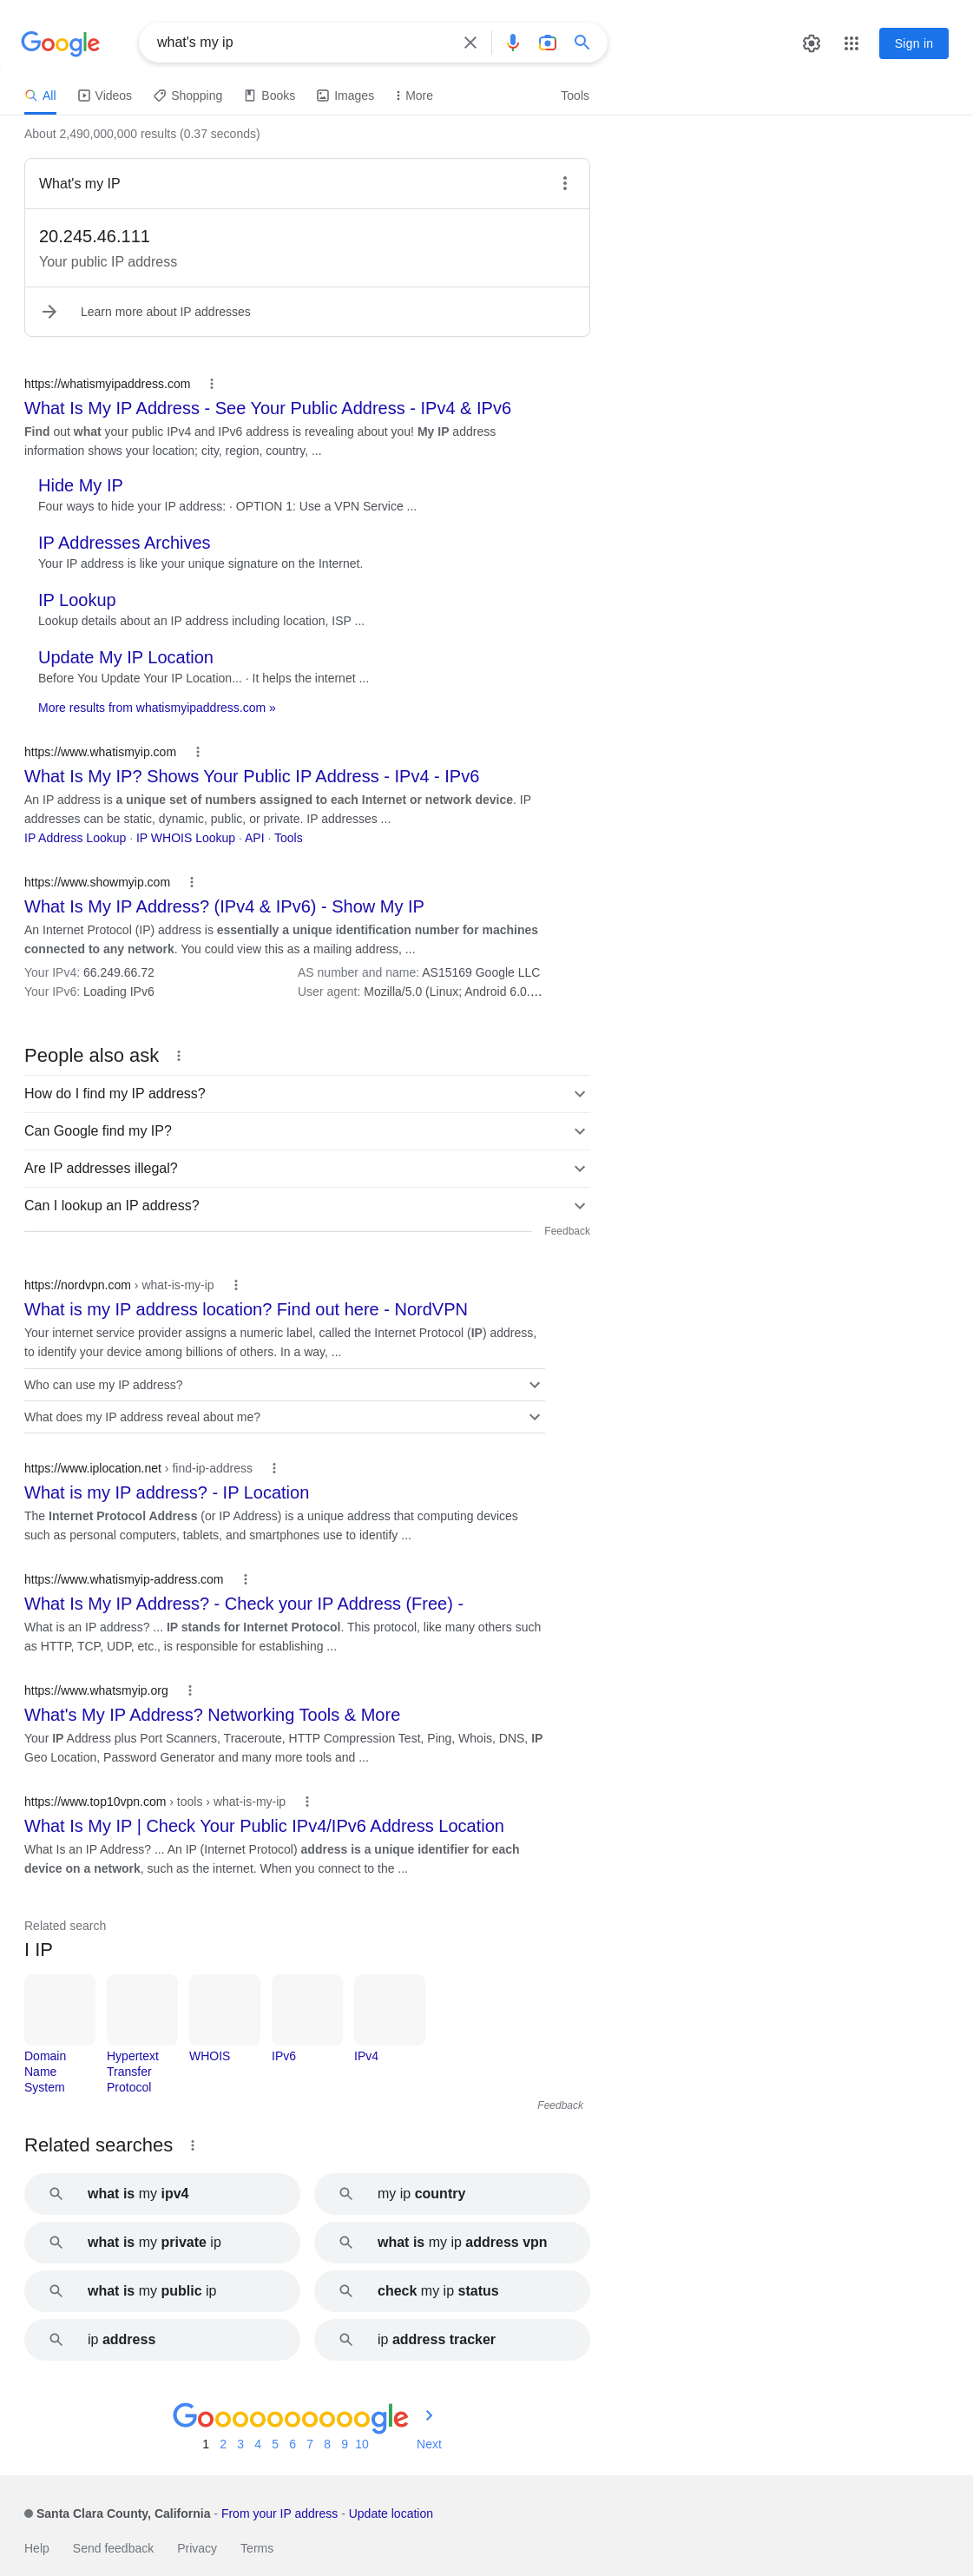 Google
what's my ip
Sign in
All
Videos
Shopping
Books
Images
More
Tools
About 2,490,000,000 results (0.37 seconds)
What's my IP
20.245.46.111
Your public IP address
Learn more about IP addresses
https://whatismyipaddress.com
What Is My IP Address - See Your Public Address - IPv4 & IPv6
Find out what your public IPv4 and IPv6 address is revealing about you! My IP address
information shows your location; city, region, country, ...
Hide My IP
Four ways to hide your IP address: · OPTION 1: Use a VPN Service ...
IP Addresses Archives
Your IP address is like your unique signature on the Internet.
IP Lookup
Lookup details about an IP address including location, ISP ...
Update My IP Location
Before You Update Your IP Location... · It helps the internet ...
More results from whatismyipaddress.com »
https://www.whatismyip.com
What Is My IP? Shows Your Public IP Address - IPv4 - IPv6
An IP address is a unique set of numbers assigned to each Internet or network device. IP
addresses can be static, dynamic, public, or private. IP addresses ...
IP Address Lookup · IP WHOIS Lookup · API · Tools
https://www.showmyip.com
What Is My IP Address? (IPv4 & IPv6) - Show My IP
An Internet Protocol (IP) address is essentially a unique identification number for machines
connected to any network. You could view this as a mailing address, ...
Your IPv4: 66.249.66.72
AS number and name: AS15169 Google LLC
Your IPv6: Loading IPv6
User agent: Mozilla/5.0 (Linux; Android 6.0....
People also ask
How do I find my IP address?
Can Google find my IP?
Are IP addresses illegal?
Can I lookup an IP address?
Feedback
https://nordvpn.com › what-is-my-ip
What is my IP address location? Find out here - NordVPN
Your internet service provider assigns a numeric label, called the Internet Protocol (IP) address,
to identify your device among billions of others. In a way, ...
Who can use my IP address?
What does my IP address reveal about me?
https://www.iplocation.net › find-ip-address
What is my IP address? - IP Location
The Internet Protocol Address (or IP Address) is a unique address that computing devices
such as personal computers, tablets, and smartphones use to identify ...
https://www.whatismyip-address.com
What Is My IP Address? - Check your IP Address (Free) -
What is an IP address? ... IP stands for Internet Protocol. This protocol, like many others such
as HTTP, TCP, UDP, etc., is responsible for establishing ...
https://www.whatsmyip.org
What's My IP Address? Networking Tools & More
Your IP Address plus Port Scanners, Traceroute, HTTP Compression Test, Ping, Whois, DNS, IP
Geo Location, Password Generator and many more tools and ...
https://www.top10vpn.com › tools › what-is-my-ip
What Is My IP | Check Your Public IPv4/IPv6 Address Location
What Is an IP Address? ... An IP (Internet Protocol) address is a unique identifier for each
device on a network, such as the internet. When you connect to the ...
Related search
I IP
Domain
Name
System
Hypertext
Transfer
Protocol
WHOIS
IPv6
IPv4
Feedback
Related searches
what is my ipv4
my ip country
what is my private ip
what is my ip address vpn
what is my public ip
check my ip status
ip address
ip address tracker
Goooooooooogle
1 2 3 4 5 6 7 8 9 10 Next
Santa Clara County, California - From your IP address - Update location
Help
Send feedback
Privacy
Terms